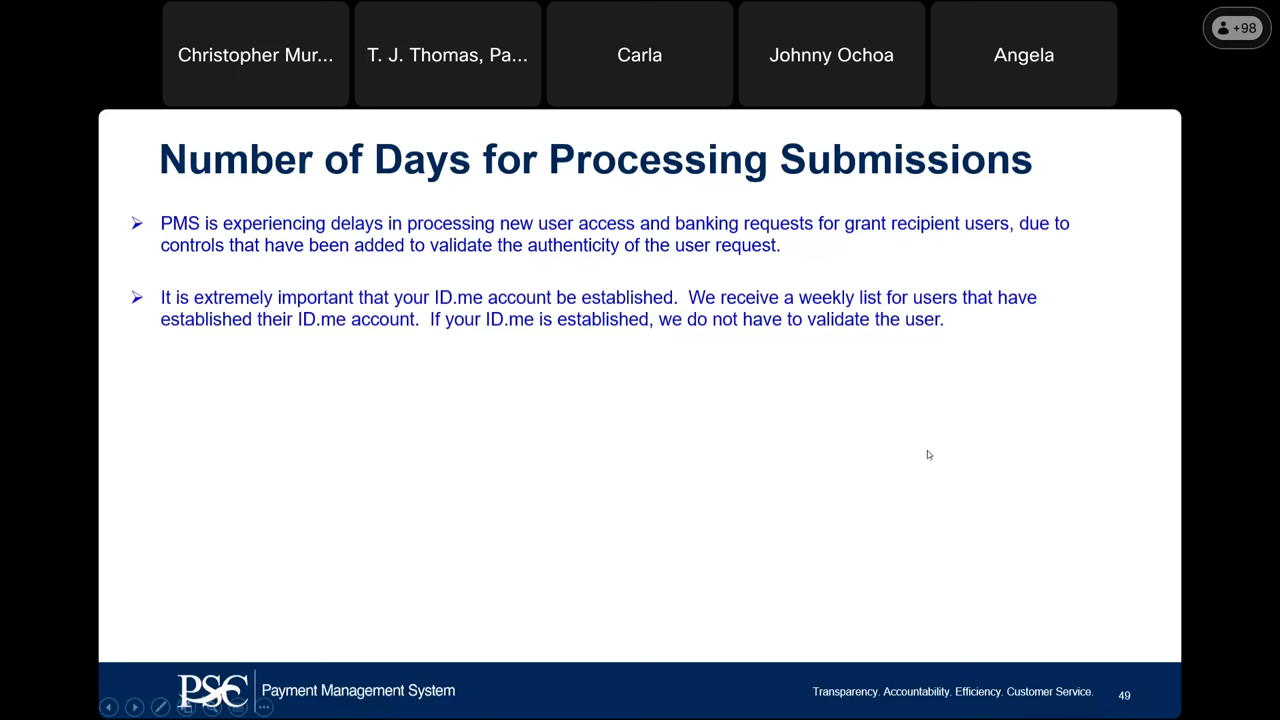 Christopher Mur...
T. J. Thomas, Pa...
Carla
Johnny Ochoa
Angela
+98
Number of Days for Processing Submissions
PMS is experiencing delays in processing new user access and banking requests for grant recipient users, due to
controls that have been added to validate the authenticity of the user request.
It is extremely important that your ID.me account be established.  We receive a weekly list for users that have
established their ID.me account.  If your ID.me is established, we do not have to validate the user.
PSC
Payment Management System
Transparency. Accountability. Efficiency. Customer Service.
49